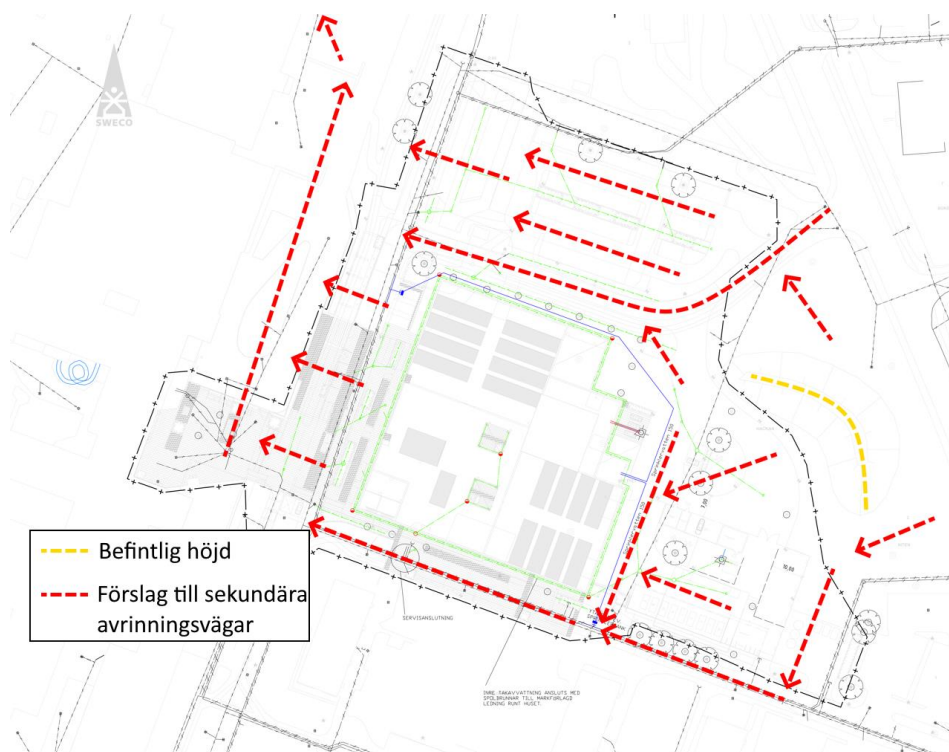 SWECO
Befintlig höjd
Förslag till sekundära
avrinningsvägar
SERVISANSLUTNING
INRE TAKAVVATTNING ANSLUTS MED
SPOLBRUNNAR TILL MARKFÖRLAGD
LEDNING RUNT HUSET.